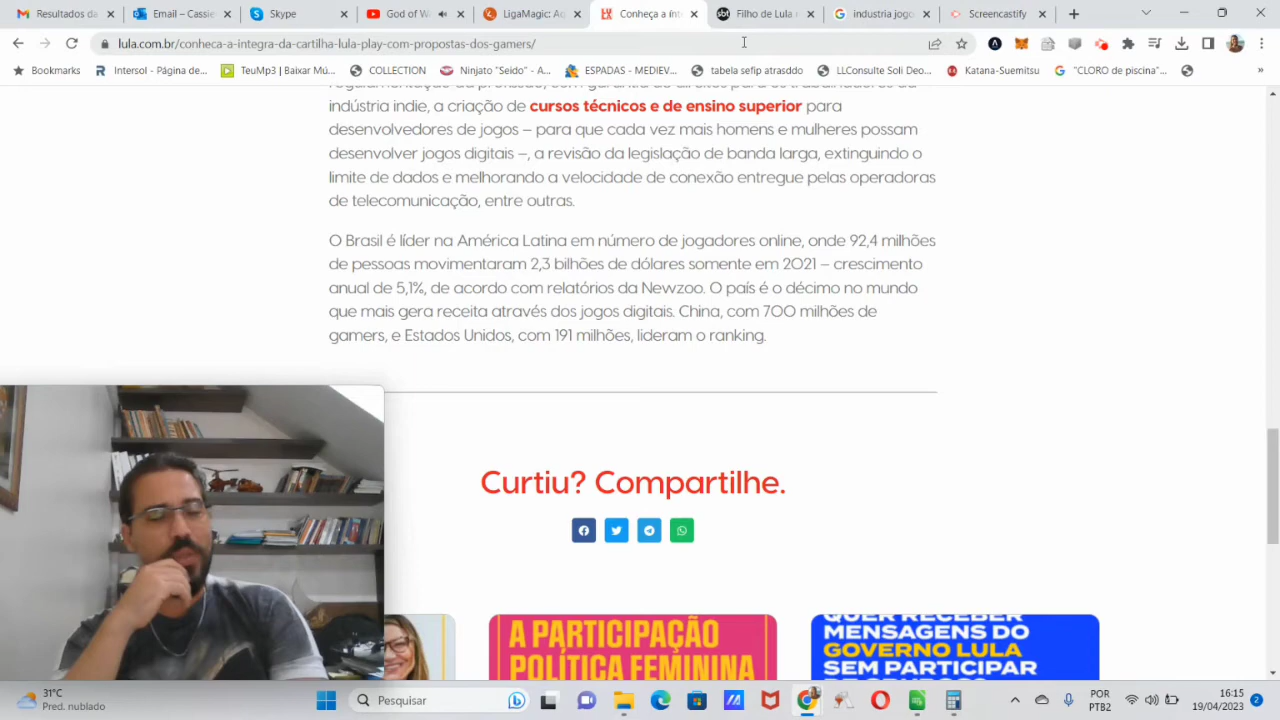 Resultados da
Email – Cassie
Skype
God of W
LigaMagic: Ac
Conheça a inte
Filho de Lula
industria jogo
Screencastify
lula.com.br/conheca-a-integra-da-cartilha-lula-play-com-propostas-dos-gamers/
Bookmarks
Intersol - Página de...
TeuMp3 | Baixar Mú...
COLLECTION
Ninjato "Seido" - A...
ESPADAS - MEDIEV...
tabela sefip atrasddo
LLConsulte Soli Deo...
Katana-Suemitsu
"CLORO de piscina"...
»
indústria indie, a criação de cursos técnicos e de ensino superior para
desenvolvedores de jogos – para que cada vez mais homens e mulheres possam
desenvolver jogos digitais –, a revisão da legislação de banda larga, extinguindo o
limite de dados e melhorando a velocidade de conexão entregue pelas operadoras
de telecomunicação, entre outras.
O Brasil é líder na América Latina em número de jogadores online, onde 92,4 milhões
de pessoas movimentaram 2,3 bilhões de dólares somente em 2021 – crescimento
anual de 5,1%, de acordo com relatórios da Newzoo. O país é o décimo no mundo
que mais gera receita através dos jogos digitais. China, com 700 milhões de
gamers, e Estados Unidos, com 191 milhões, lideram o ranking.
Curtiu? Compartilhe.
A PARTICIPAÇÃO
POLÍTICA FEMININA
QUER RECEBER
MENSAGENS DO
GOVERNO LULA
SEM PARTICIPAR
31°C
Pred. nublado
Pesquisar
POR
PTB2
16:15
19/04/2023
2